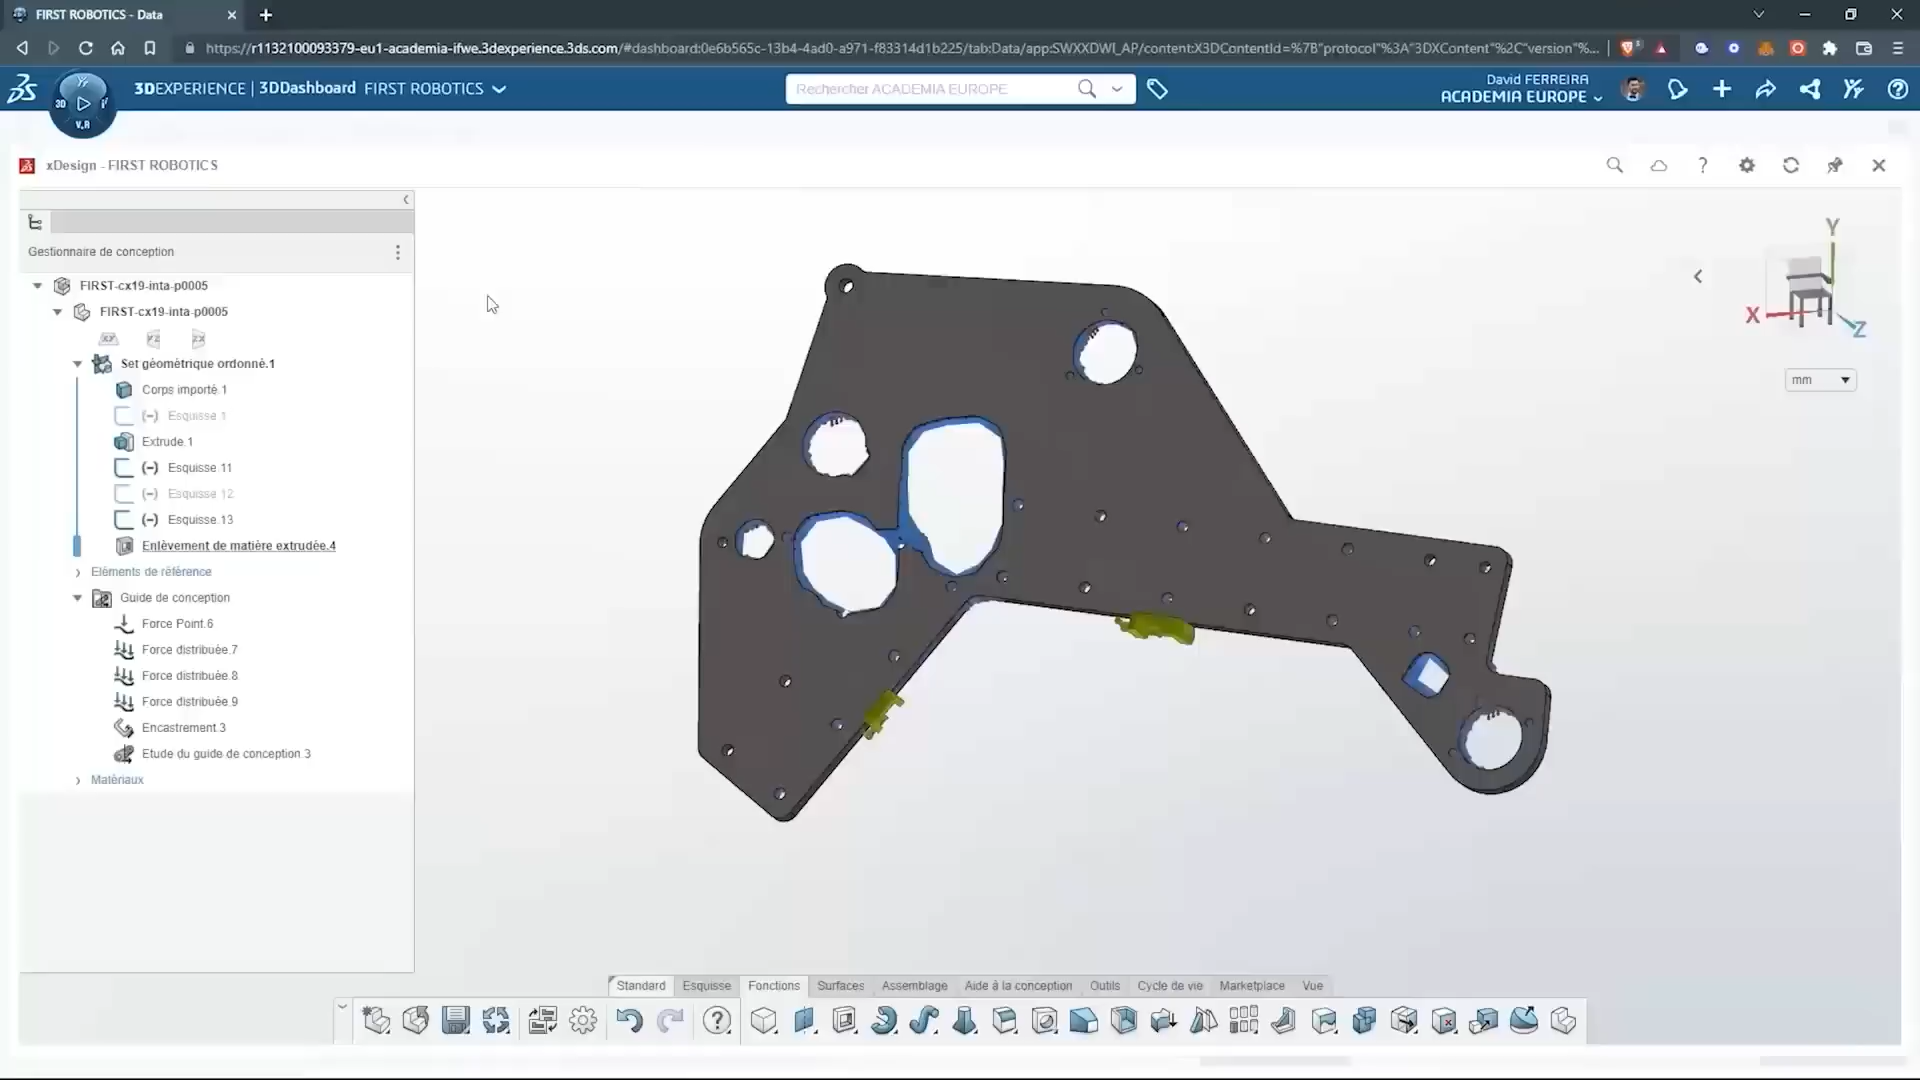 FIRST ROBOTICS - Data
https://r1132100093379-eu1-academia-ifwe.3dexperience.3ds.com/#dashboard:0e6b565c-13b4-4ad0-a971-f83314d1b225/tab:Data/app:SWXXDWI_AP/content:X3DContentId=%7B"protocol"%3A"3DXContent"%2C"version"%...
3DEXPERIENCE | 3DDashboard FIRST ROBOTICS
Rechercher ACADEMIA EUROPE
David FERREIRA
ACADEMIA EUROPE
3D
V.R
xDesign - FIRST ROBOTICS
Gestionnaire de conception
FIRST-cx19-inta-p0005
FIRST-cx19-inta-p0005
XY YZ ZX
Set géométrique ordonné.1
Corps importé.1
(-) Esquisse 1
Extrude.1
(-) Esquisse.11
(-) Esquisse 12
(-) Esquisse.13
Enlèvement de matière extrudée.4
Eléments de référence
Guide de conception
Force Point.6
Force distribuée.7
Force distribuée.8
Force distribuée.9
Encastrement.3
Etude du guide de conception.3
Matériaux
Y
X
Z
mm
Standard Esquisse Fonctions Surfaces Assemblage Aide à la conception Outils Cycle de vie Marketplace Vue